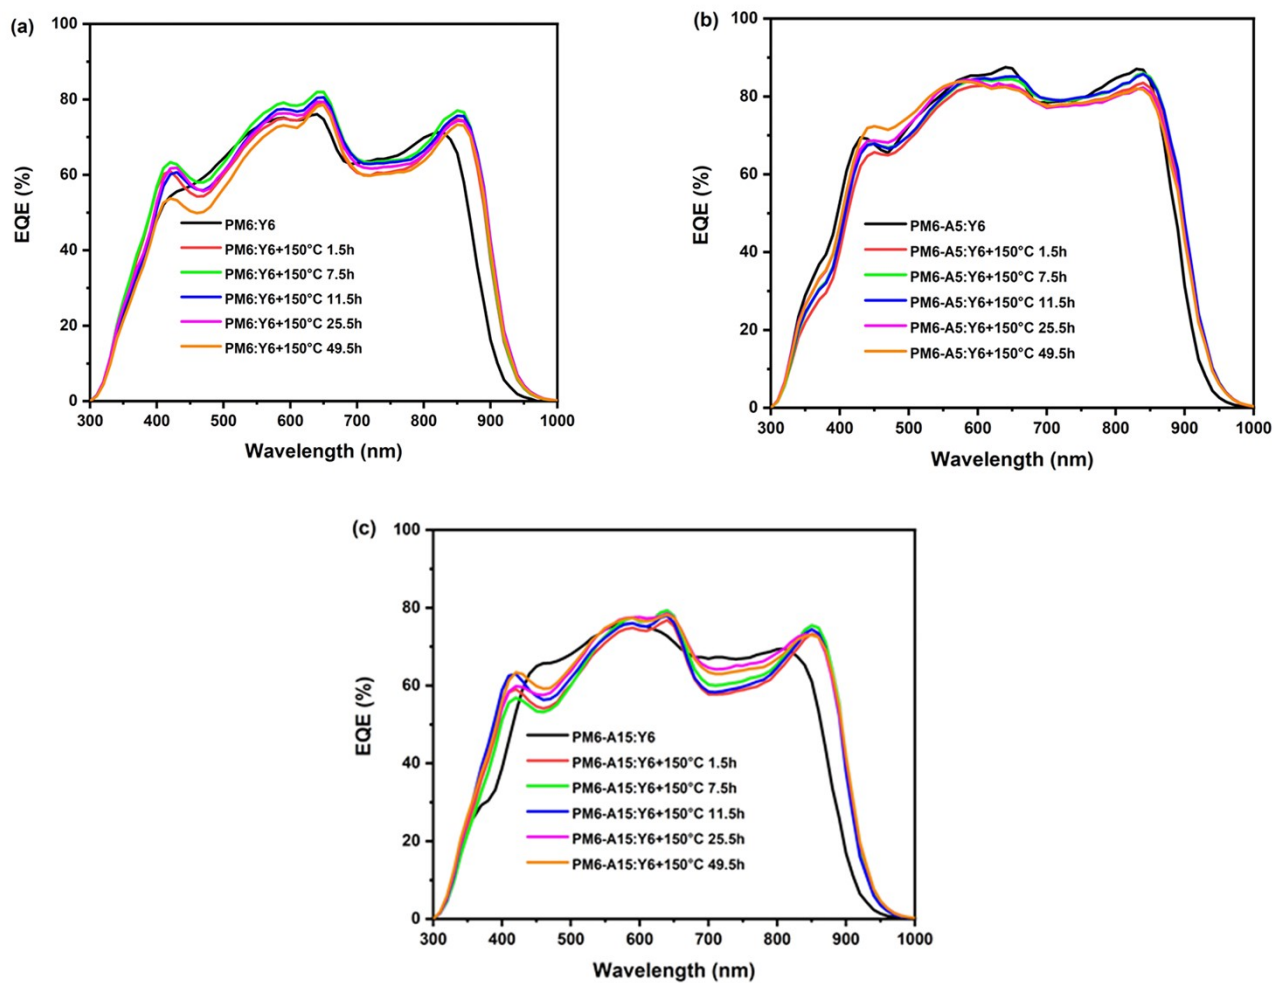 (a)
100
80
60
40
20
0
EQE (%)
PM6:Y6
PM6:Y6+150°C 1.5h
PM6:Y6+150°C 7.5h
PM6:Y6+150°C 11.5h
PM6:Y6+150°C 25.5h
PM6:Y6+150°C 49.5h
300 400 500 600 700 800 900 1000
Wavelength (nm)
(b)
100
80
60
40
20
0
EQE (%)
PM6-A5:Y6
PM6-A5:Y6+150°C 1.5h
PM6-A5:Y6+150°C 7.5h
PM6-A5:Y6+150°C 11.5h
PM6-A5:Y6+150°C 25.5h
PM6-A5:Y6+150°C 49.5h
300 400 500 600 700 800 900 1000
Wavelength (nm)
(c)
100
80
60
40
20
0
EQE (%)
PM6-A15:Y6
PM6-A15:Y6+150°C 1.5h
PM6-A15:Y6+150°C 7.5h
PM6-A15:Y6+150°C 11.5h
PM6-A15:Y6+150°C 25.5h
PM6-A15:Y6+150°C 49.5h
300 400 500 600 700 800 900 1000
Wavelength (nm)